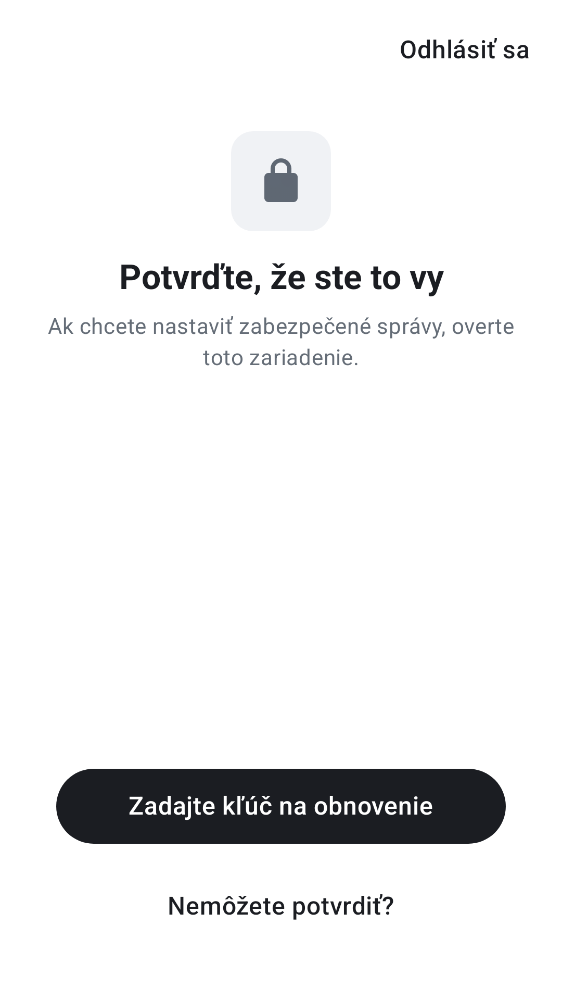 Odhlásiť sa
Potvrďte, že ste to vy
Ak chcete nastaviť zabezpečené správy, overte
toto zariadenie.
Zadajte kľúč na obnovenie
Nemôžete potvrdiť?